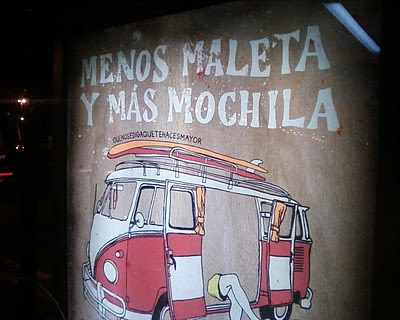 MENOS MALETA
Y MÁS MOCHILA
QUENOSEDIGAQUETEHACESMAYOR